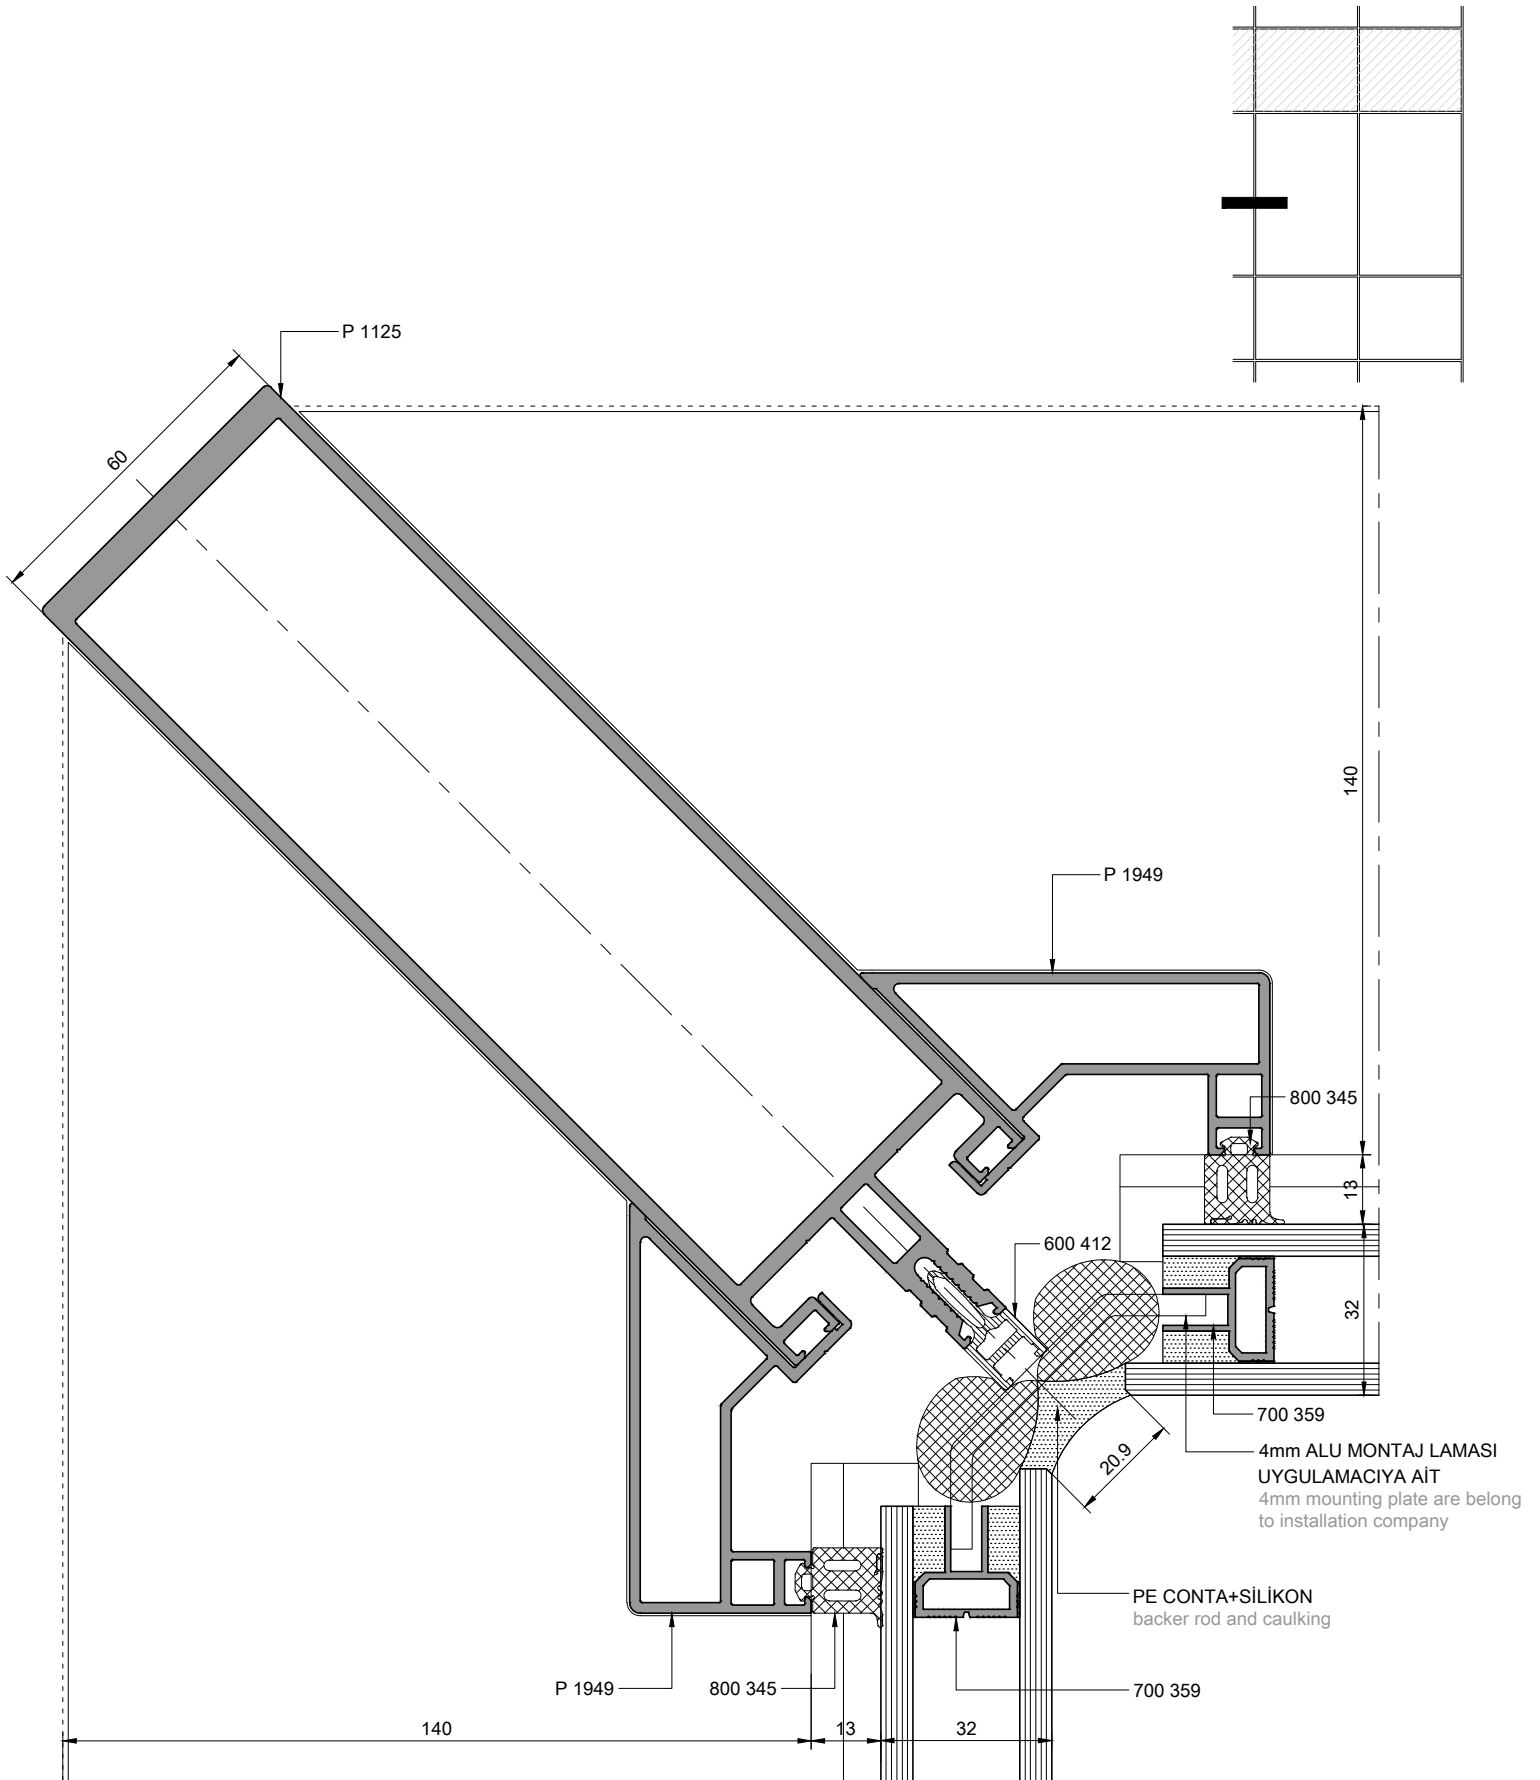 P 1125
60
140
P 1949
800 345
13
600 412
32
700 359
20.9
4mm ALU MONTAJ LAMASI
UYGULAMACIYA AİT
4mm mounting plate are belong
to installation company
PE CONTA+SİLİKON
backer rod and caulking
P 1949
800 345
700 359
140
13
32